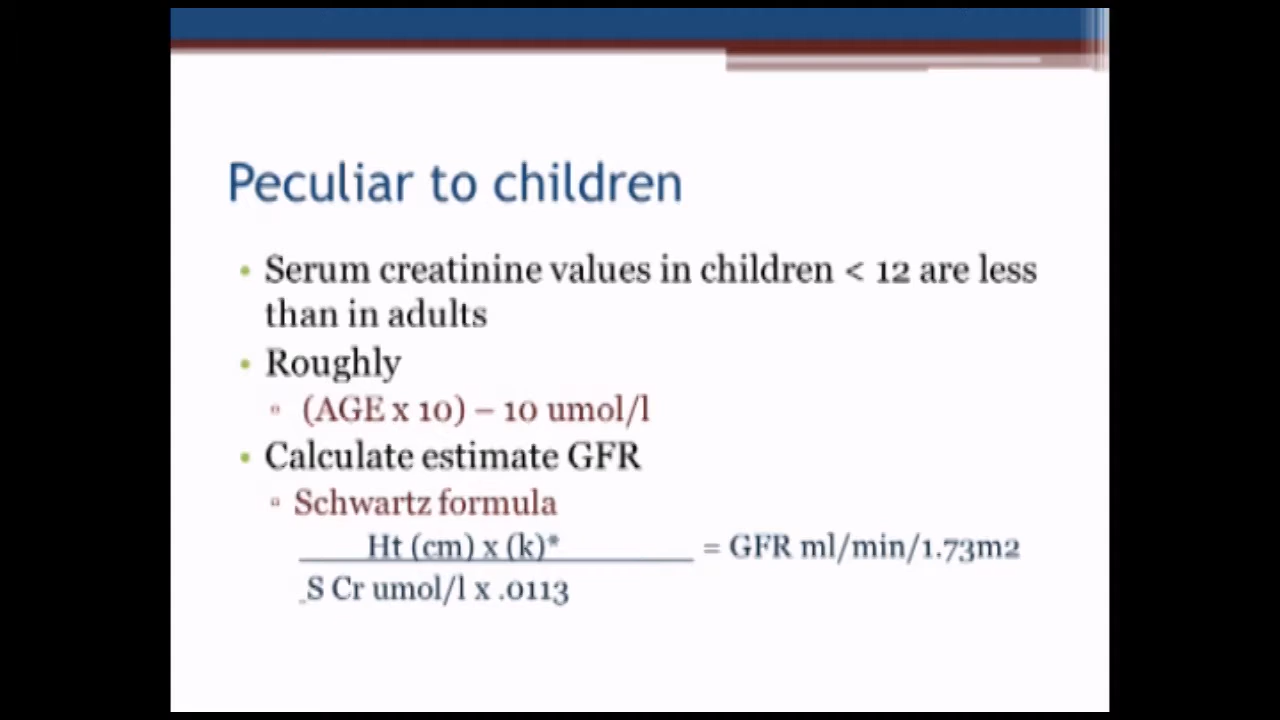 Peculiar to children
• Serum creatinine values in children < 12 are less
than in adults
• Roughly
▫ (AGE x 10) – 10 umol/l
• Calculate estimate GFR
▫ Schwartz formula
Ht (cm) x (k)* = GFR ml/min/1.73m2
S Cr umol/l x .0113